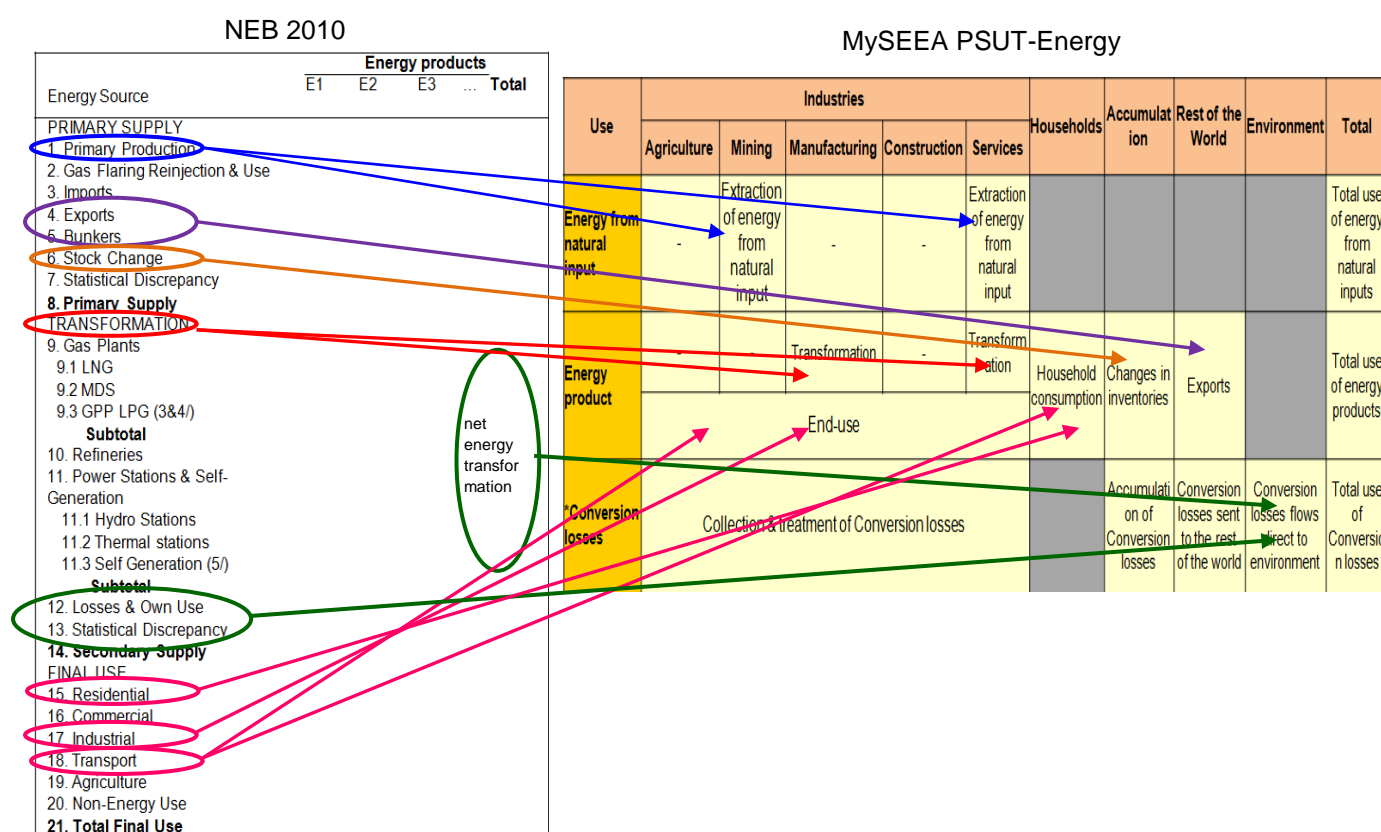 NEB 2010
MySEEA PSUT-Energy
Energy products
Energy Source
E1 E2 E3 ... Total
PRIMARY SUPPLY
1. Primary Production
2. Gas Flaring Reinjection & Use
3. Imports
4. Exports
5. Bunkers
6. Stock Change
7. Statistical Discrepancy
8. Primary Supply
TRANSFORMATION
9. Gas Plants
9.1 LNG
9.2 MDS
9.3 GPP LPG (3&4/)
Subtotal
10. Refineries
11. Power Stations & Self-
Generation
11.1 Hydro Stations
11.2 Thermal stations
11.3 Self Generation (5/)
Subtotal
12. Losses & Own Use
13. Statistical Discrepancy
14. Secondary Supply
FINAL USE
15. Residential
16. Commercial
17. Industrial
18. Transport
19. Agriculture
20. Non-Energy Use
21. Total Final Use
net
energy
transfor
mation
Use
Industries
Agriculture Mining Manufacturing Construction Services
Households
Accumulat
ion
Rest of the
World
Environment
Total
Energy from
natural
input
-
Extraction
of energy
from
natural
input
-
-
Extraction
of energy
from
natural
input
Total use
of energy
from
natural
inputs
Energy
product
-
-
Transformation
-
Transform
ation
End-use
Household
consumption
Changes in
inventories
Exports
Total use
of energy
products
*Conversion
losses
Collection & treatment of Conversion losses
Accumulati
on of
Conversion
losses
Conversion
losses sent
to the rest
of the world
Conversion
losses flows
direct to
environment
Total use
of
Conversio
n losses